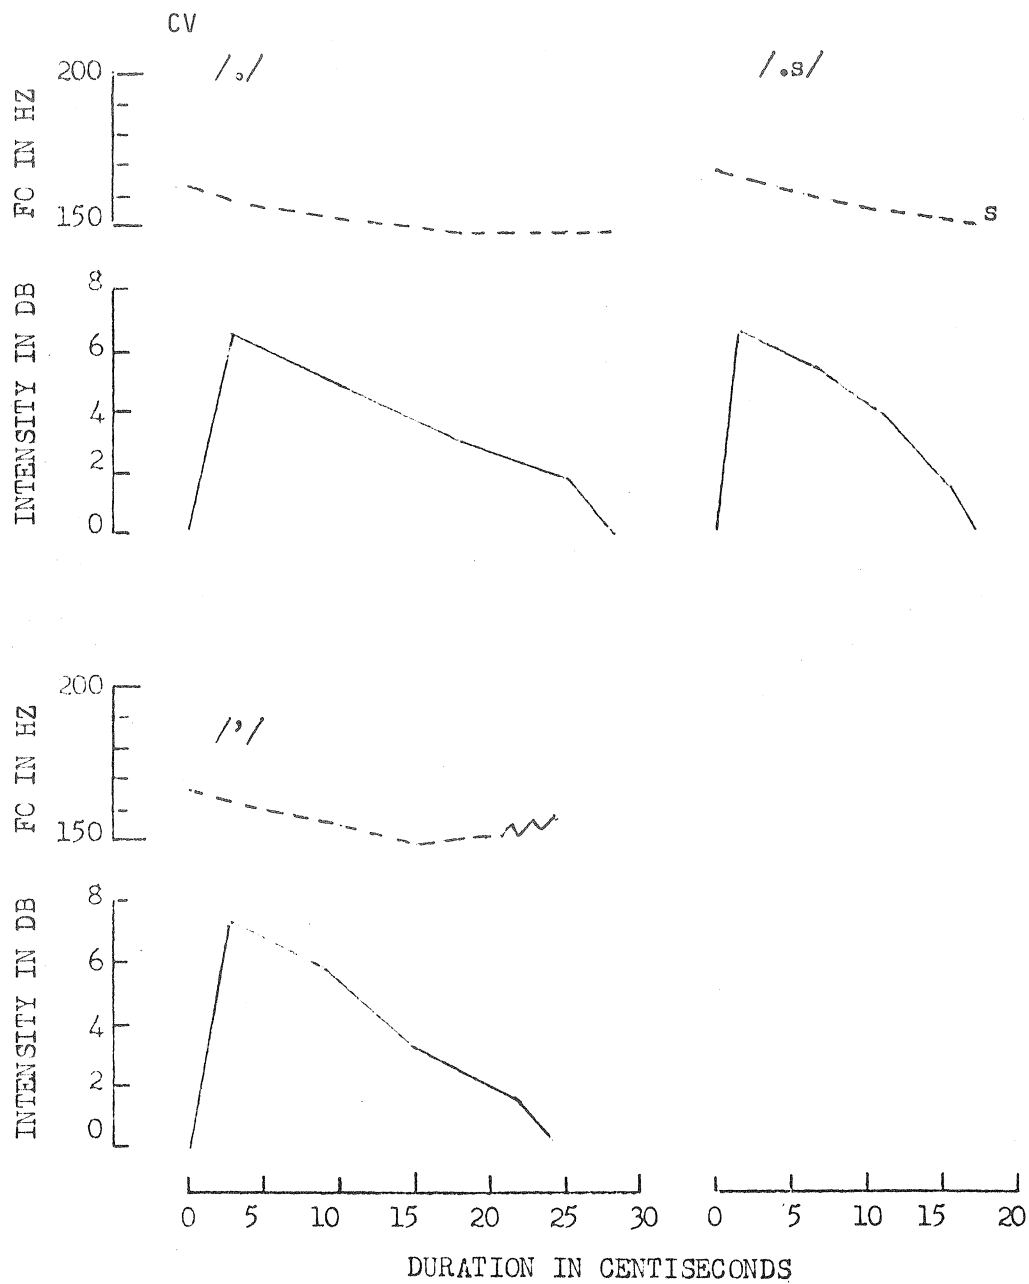 CV
/./
/.s/
FC IN HZ
200
150
s
INTENSITY IN DB
8
6
4
2
0
/'/
FC IN HZ
200
150
INTENSITY IN DB
8
6
4
2
0
0 5 10 15 20 25 30
0 5 10 15 20
DURATION IN CENTISECONDS